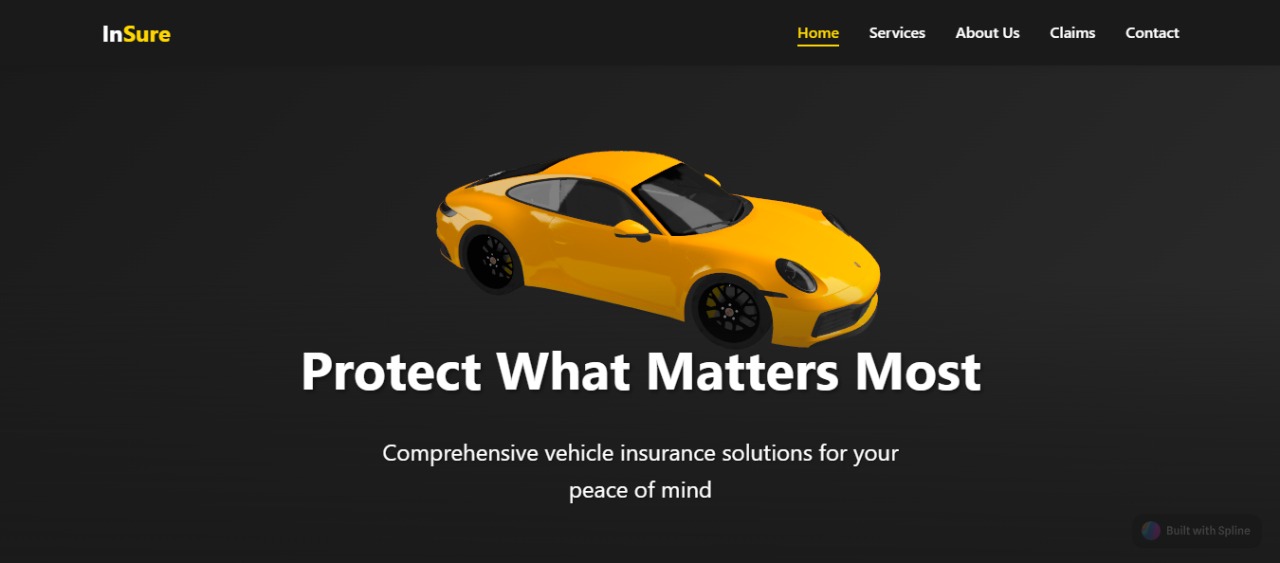 InSure
Home Services About Us Claims Contact
Protect What Matters Most
Comprehensive vehicle insurance solutions for your
peace of mind
Built with Spline